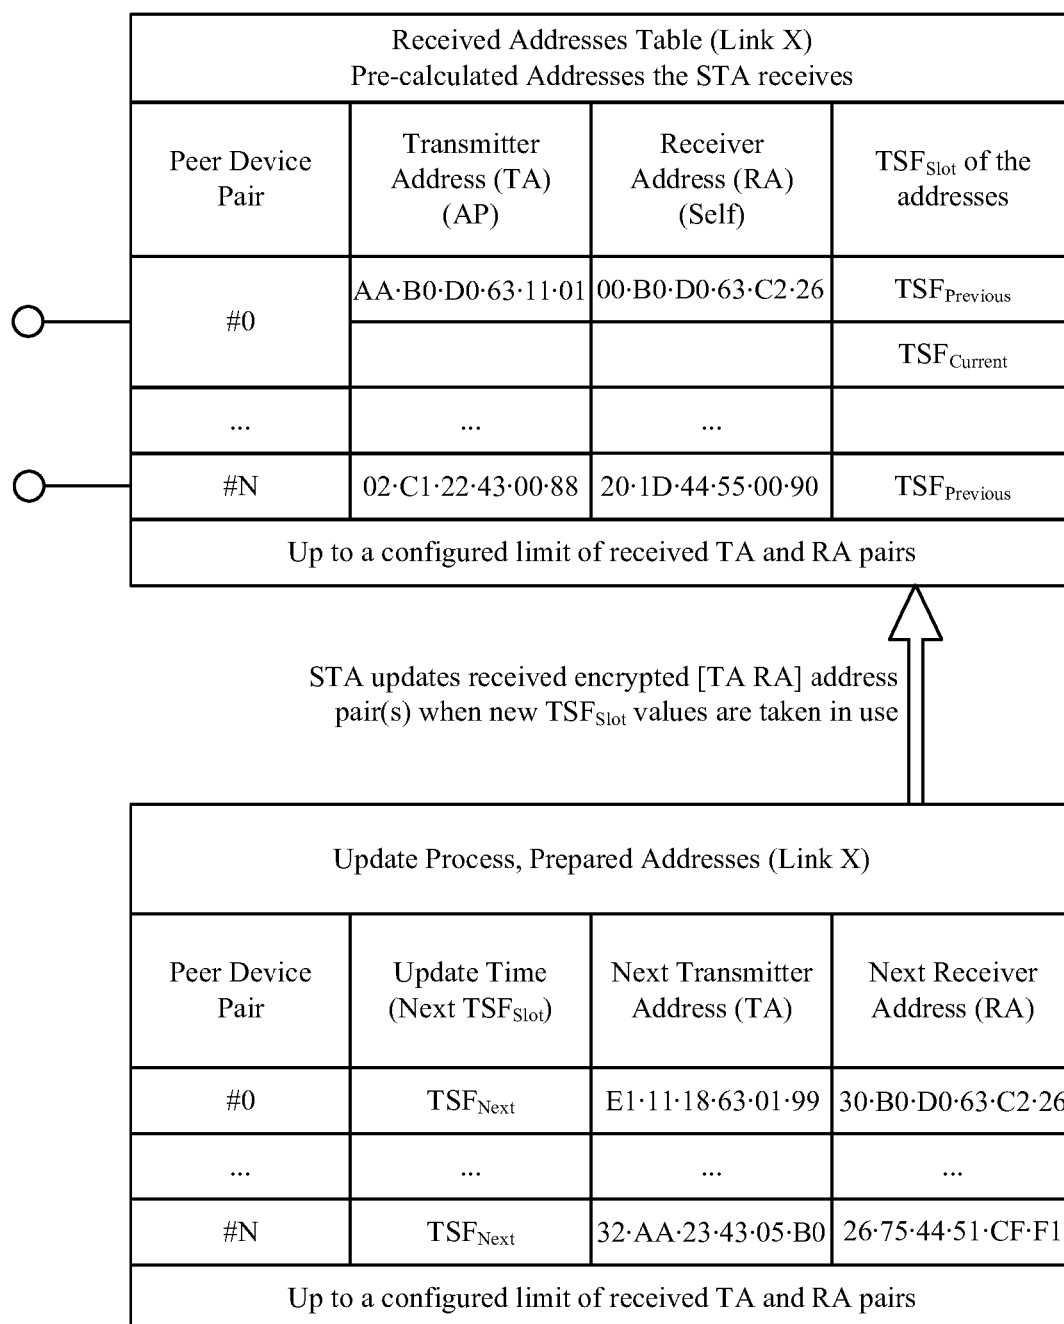 Received Addresses Table (Link X)
Pre-calculated Addresses the STA receives
Peer Device Pair
Transmitter Address (TA) (AP)
Receiver Address (RA) (Self)
TSFSlot of the addresses
#0
AA·B0·D0·63·11·01
00·B0·D0·63·C2·26
TSFPrevious
TSFCurrent
...
...
...
#N
02·C1·22·43·00·88
20·1D·44·55·00·90
TSFPrevious
Up to a configured limit of received TA and RA pairs
STA updates received encrypted [TA RA] address
pair(s) when new TSFSlot values are taken in use
Update Process, Prepared Addresses (Link X)
Peer Device Pair
Update Time (Next TSFSlot)
Next Transmitter Address (TA)
Next Receiver Address (RA)
#0
TSFNext
E1·11·18·63·01·99
30·B0·D0·63·C2·26
...
...
...
...
#N
TSFNext
32·AA·23·43·05·B0
26·75·44·51·CF·F1
Up to a configured limit of received TA and RA pairs